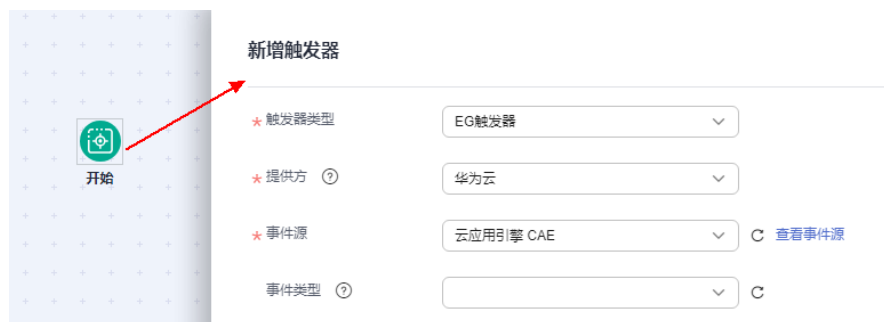 新增触发器
触发器类型
EG触发器
开始
提供方
华为云
事件源
云应用引擎 CAE
查看事件源
事件类型